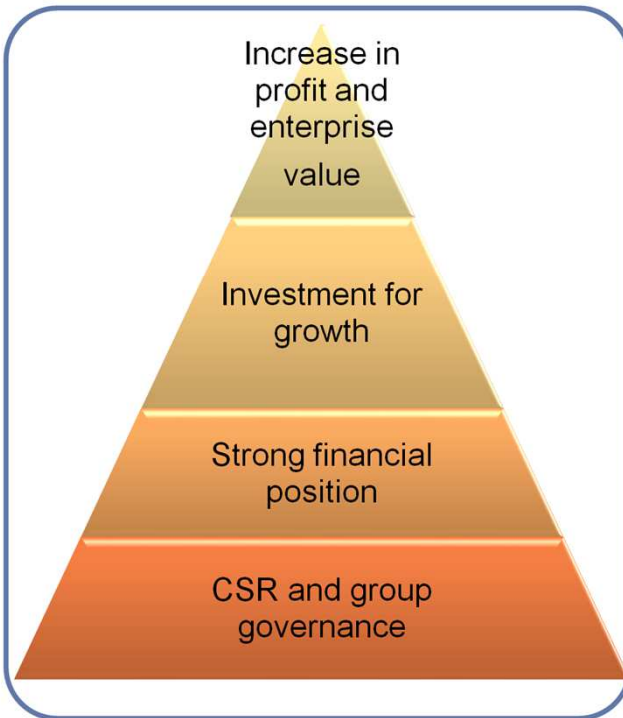 Increase in
profit and
enterprise
value
Investment for
growth
Strong financial
position
CSR and group
governance